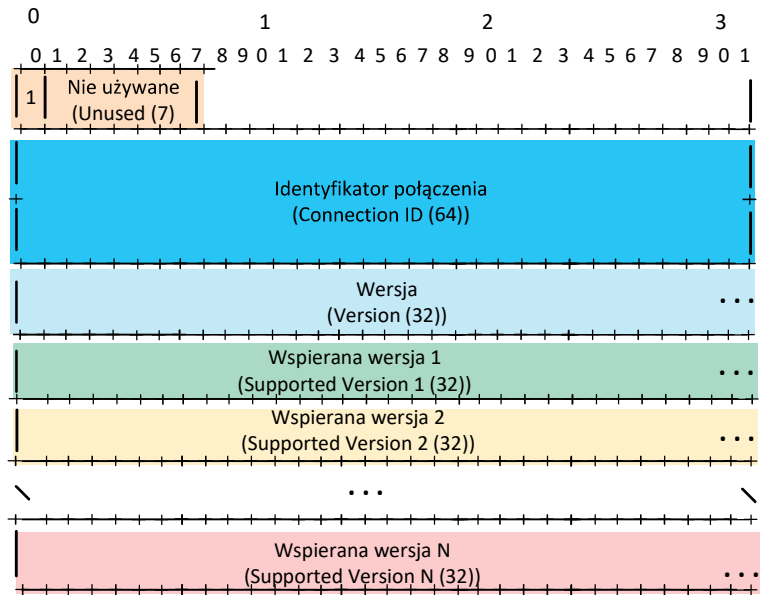 0 1 2 3
0 1 2 3 4 5 6 7 8 9 0 1 2 3 4 5 6 7 8 9 0 1 2 3 4 5 6 7 8 9 0 1
1 Nie używane
(Unused (7)
Identyfikator połączenia
(Connection ID (64))
Wersja
(Version (32))
...
Wspierana wersja 1
(Supported Version 1 (32))
...
Wspierana wersja 2
(Supported Version 2 (32))
...
...
Wspierana wersja N
(Supported Version N (32))
...